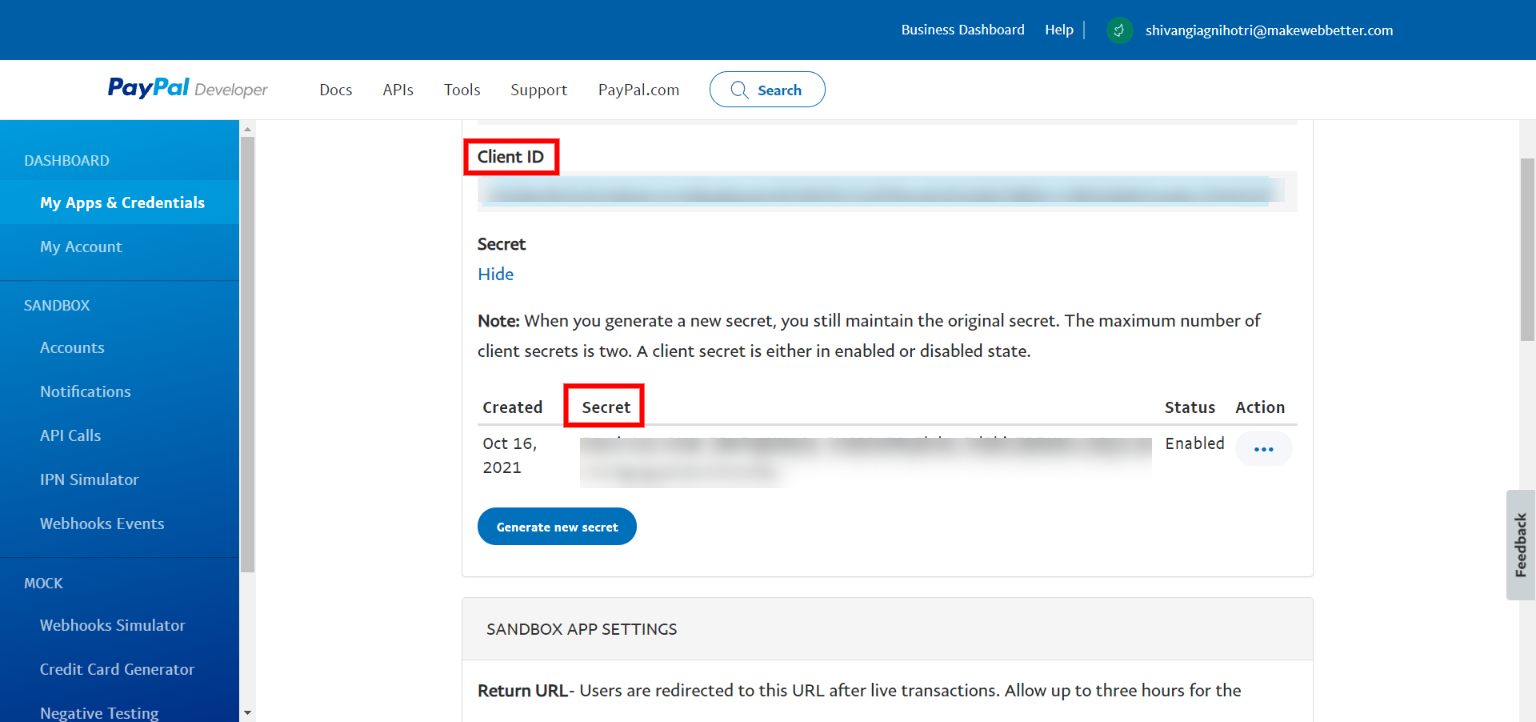 Business Dashboard Help shivangiagnihotri@makewebbetter.com
PayPal Developer Docs APIs Tools Support PayPal.com Search
DASHBOARD
My Apps & Credentials
My Account
SANDBOX
Accounts
Notifications
API Calls
IPN Simulator
Webhooks Events
MOCK
Webhooks Simulator
Credit Card Generator
Negative Testing
Client ID
Secret
Hide
Note: When you generate a new secret, you still maintain the original secret. The maximum number of
client secrets is two. A client secret is either in enabled or disabled state.
Created Secret Status Action
Oct 16, Enabled
2021
Generate new secret
SANDBOX APP SETTINGS
Return URL- Users are redirected to this URL after live transactions. Allow up to three hours for the
Feedback